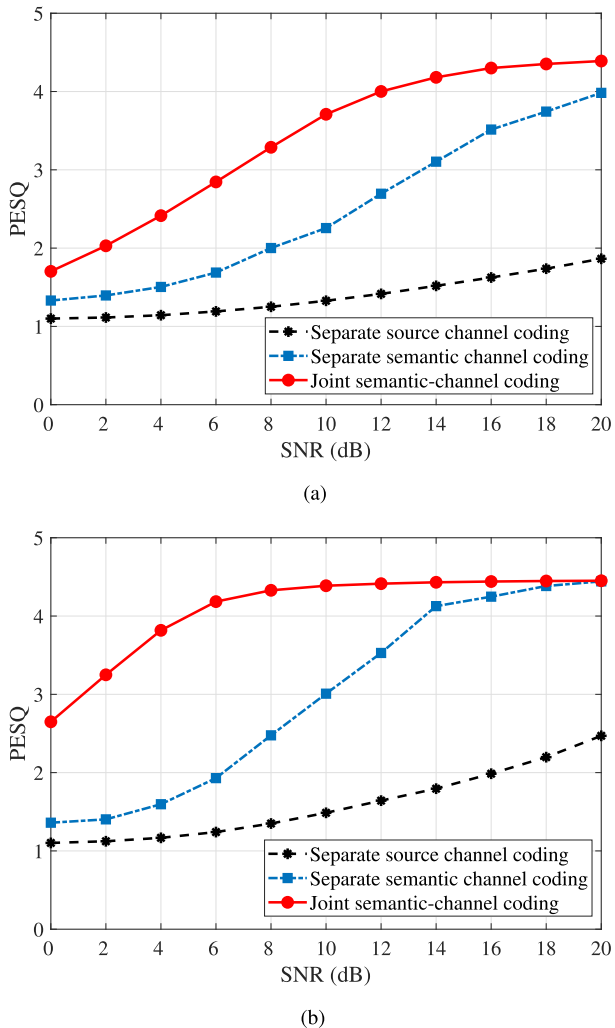 5
4
3
2
1
0
PESQ
Separate source channel coding
Separate semantic channel coding
Joint semantic-channel coding
0 2 4 6 8 10 12 14 16 18 20
SNR (dB)
(a)
5
4
3
2
1
0
PESQ
Separate source channel coding
Separate semantic channel coding
Joint semantic-channel coding
0 2 4 6 8 10 12 14 16 18 20
SNR (dB)
(b)